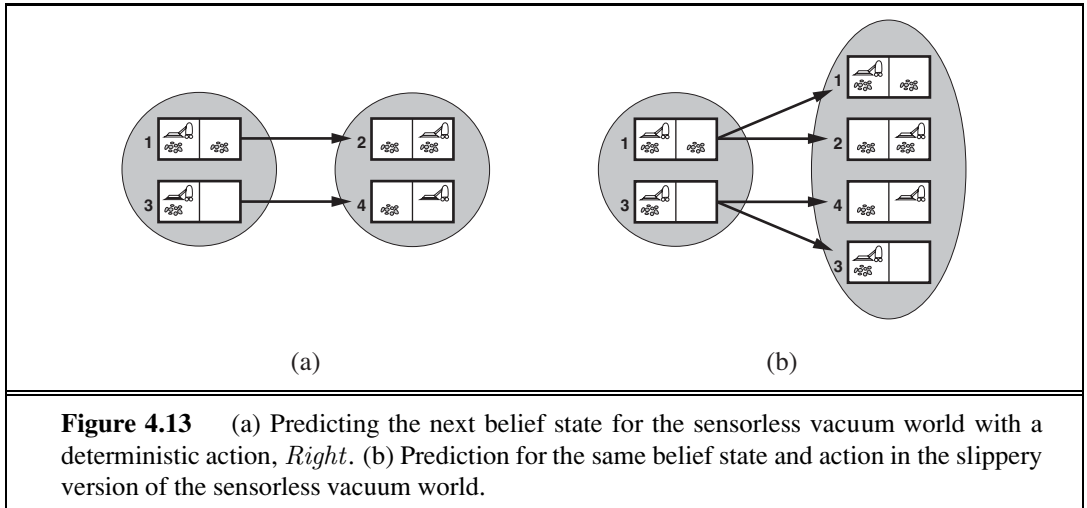 1
2
3
4
(a)
1
3
1
2
4
3
(b)
Figure 4.13 (a) Predicting the next belief state for the sensorless vacuum world with a
deterministic action, Right. (b) Prediction for the same belief state and action in the slippery
version of the sensorless vacuum world.